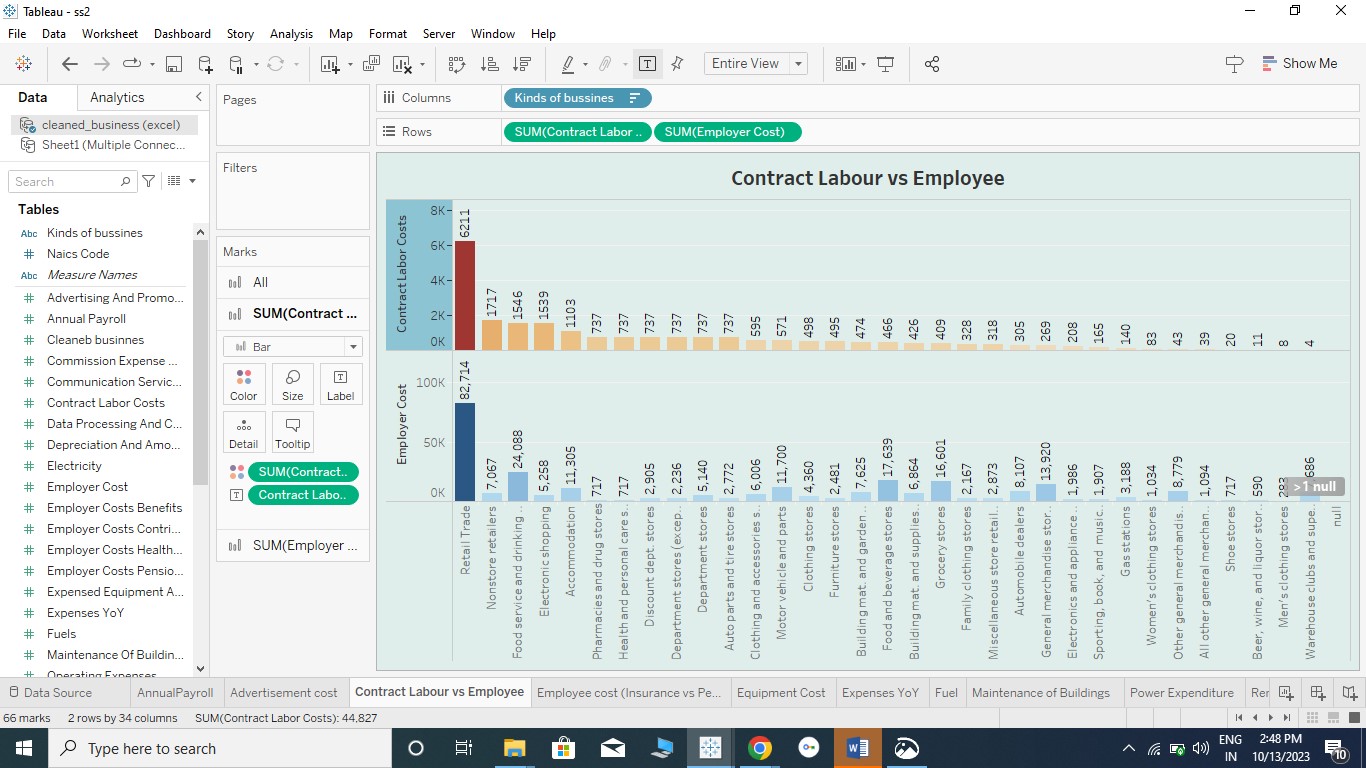 Tableau - ss2
File Data Worksheet Dashboard Story Analysis Map Format Server Window Help
Entire View
Show Me
Data Analytics
cleaned_business (excel)
Sheet1 (Multiple Connec...
Search
Tables
Abc Kinds of bussines
# Naics Code
Abc Measure Names
# Advertising And Promo...
# Annual Payroll
# Cleaneb businnes
# Commission Expense ...
# Communication Servic...
# Contract Labor Costs
# Data Processing And C...
# Depreciation And Amo...
# Electricity
# Employer Cost
# Employer Costs Benefits
# Employer Costs Contri...
# Employer Costs Health...
# Employer Costs Pensio...
# Expensed Equipment A...
# Expenses YoY
# Fuels
# Maintenance Of Buildin...
# Operating Expenses
Pages
Filters
Marks
All
SUM(Contract ...
Bar
Color Size Label
Detail Tooltip
SUM(Contract..
Contract Labo..
SUM(Employer ...
Columns Kinds of bussines
Rows SUM(Contract Labor .. SUM(Employer Cost)
Contract Labour vs Employee
Contract Labor Costs
8K
6K
4K
2K
0K
6211 1717 1546 1539 1103 737 737 737 737 737 737 595 571 498 495 474 466 426 409 328 318 305 269 208 165 140 83 43 39 20 11 8 4
Employer Cost
100K
50K
0K
82,714 7,067 24,088 5,258 11,305 717 717 2,905 2,236 5,140 2,772 6,006 11,700 4,360 2,481 7,625 17,639 6,864 16,601 2,167 2,873 8,107 13,920 1,986 1,907 3,188 1,034 8,779 1,094 717 590
>1 null
Retail Trade
Nonstore retailers
Food service and drinking ..
Electronic shopping
Accommodation
Pharmacies and drug stores
Health and personal care s..
Discount dept. stores
Department stores (excep..
Department stores
Auto parts and tire stores
Clothing and accessories s..
Motor vehicle and parts
Clothing stores
Furniture stores
Building mat. and garden ..
Food and beverage stores
Building mat. and supplies..
Grocery stores
Family clothing stores
Miscellaneous store retail..
Automobile dealers
General merchandise stor..
Electronics and appliance ..
Sporting, book, and music..
Gas stations
Women's clothing stores
Other general merchandis..
All other general merchan..
Shoe stores
Beer, wine, and liquor stor..
Men's clothing stores
Warehouse clubs and supe..
null
Data Source AnnualPayroll Advertisement cost Contract Labour vs Employee Employee cost (Insurance vs Pe... Equipment Cost Expenses YoY Fuel Maintenance of Buildings Power Expenditure Rer
66 marks 2 rows by 34 columns SUM(Contract Labor Costs): 44,827
Type here to search
ENG
IN
2:48 PM
10/13/2023
10